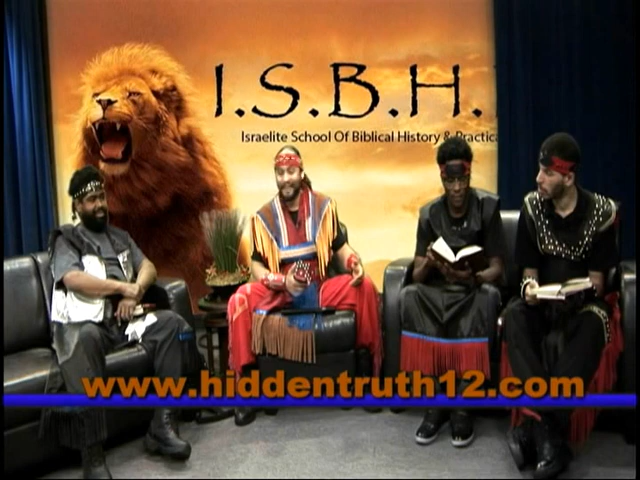 I.S.B.H.
Israelite School Of Biblical History & Practica
www.hiddentruth12.com